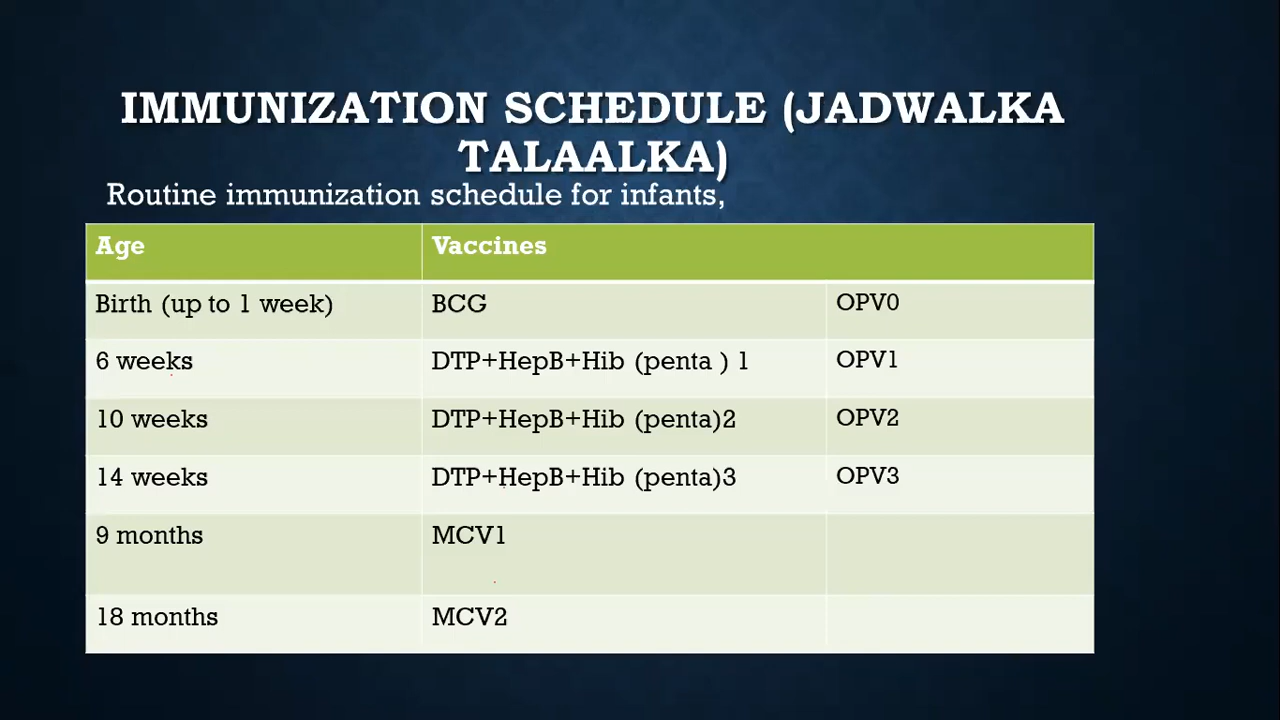 IMMUNIZATION SCHEDULE (JADWALKA
TALAALKA)
Routine immunization schedule for infants,
Age Vaccines
Birth (up to 1 week) BCG OPV0
6 weeks DTP+HepB+Hib (penta ) 1 OPV1
10 weeks DTP+HepB+Hib (penta)2 OPV2
14 weeks DTP+HepB+Hib (penta)3 OPV3
9 months MCV1
18 months MCV2